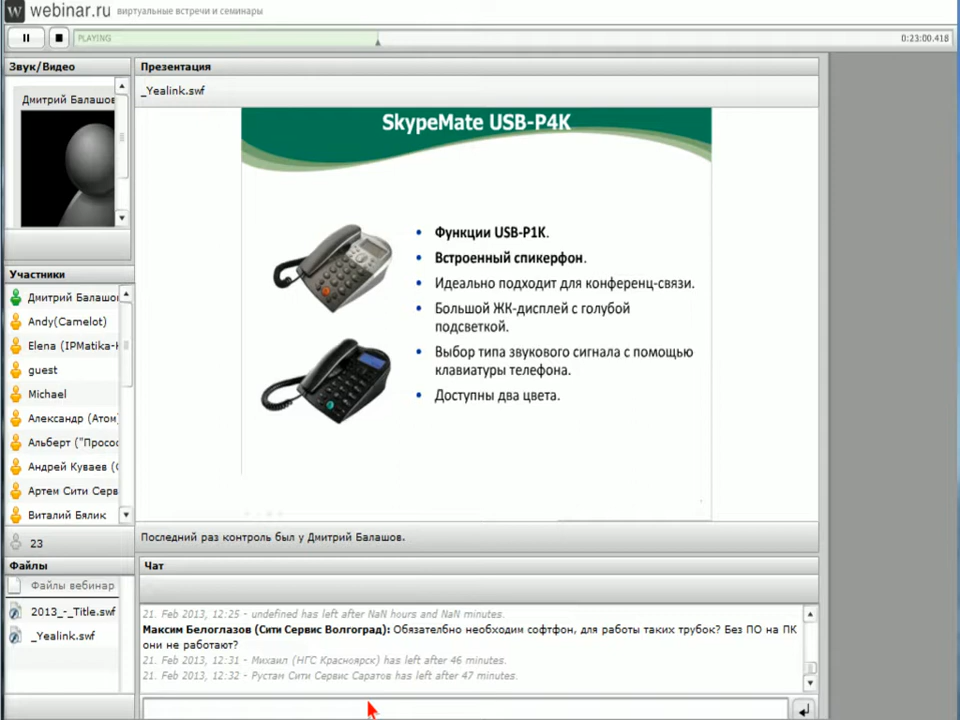 webinar.ru виртуальные встречи и семинары
PLAYING
0:23:00.418
Звук/Видео
Дмитрий Балашов
Презентация
_Yealink.swf
SkypeMate USB-P4K
• Функции USB-P1K.
• Встроенный спикерфон.
• Идеально подходит для конференц-связи.
• Большой ЖК-дисплей с голубой
подсветкой.
• Выбор типа звукового сигнала с помощью
клавиатуры телефона.
• Доступны два цвета.
Участники
Дмитрий Балашо
Andy(Camelot)
Elena (IPMatika-
guest
Michael
Александр (Атом
Альберт ("Просо
Андрей Куваев (
Артем Сити Серв
Виталий Бялик
23
Последний раз контроль был у Дмитрий Балашов.
Файлы
Файлы вебинар
2013_-_Title.swf
_Yealink.swf
Чат
21. Feb 2013, 12:25 - undefined has left after NaN hours and NaN minutes.
Максим Белоглазов (Сити Сервис Волгоград): Обязателбно необходим софтфон, для работы таких трубок? Без ПО на ПК
они не работают?
21. Feb 2013, 12:31 - Михаил (НГС Красноярск) has left after 46 minutes.
21. Feb 2013, 12:32 - Рустам Сити Сервис Саратов has left after 47 minutes.